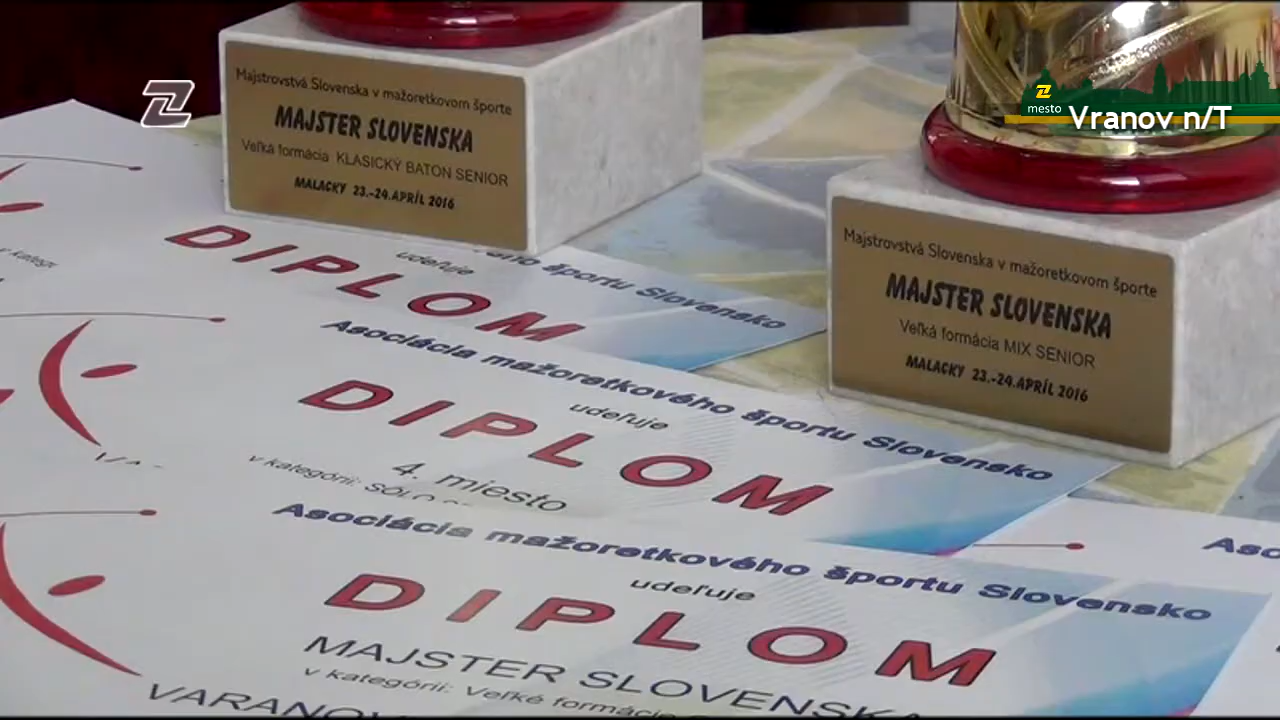 Majstrovstvá Slovenska v mažoretkovom športe
MAJSTER SLOVENSKA
Veľká formácia KLASICKÝ BATON SENIOR
MALACKY 23.-24.APRÍL 2016
mesto
Vranov n/T
Majstrovstvá Slovenska v mažoretkovom športe
MAJSTER SLOVENSKA
Veľká formácia MIX SENIOR
MALACKY 23.-24.APRÍL 2016
športu Slovensko
udeľuje
DIPLOM
Asociácia mažoretkového športu Slovensko
udeľuje
DIPLOM
4. miesto
v kategórii: SÓLO
Asociácia mažoretkového športu Slovensko
udeľuje
DIPLOM
MAJSTER SLOVENSKA
v kategórii: Veľké formácie